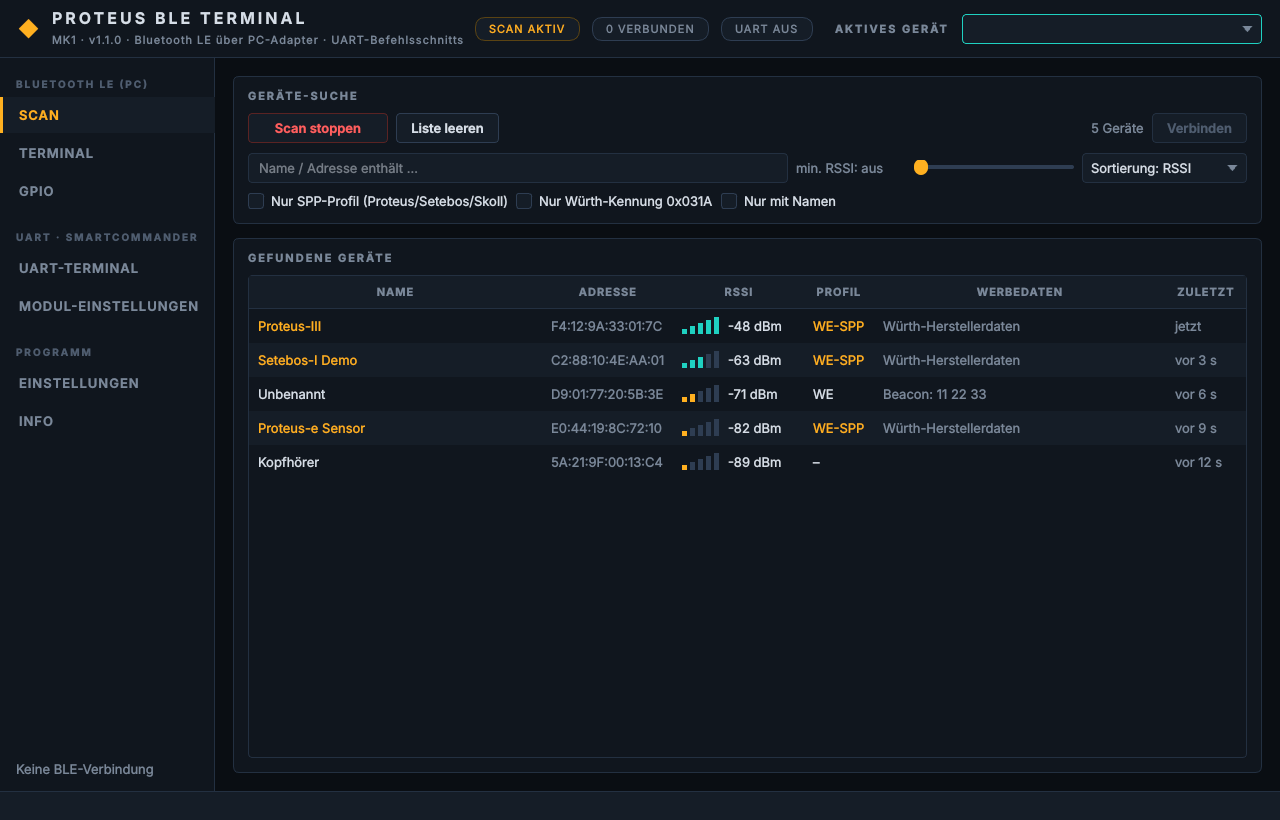 PROTEUS BLE TERMINAL
MK1 · v1.1.0 · Bluetooth LE über PC-Adapter · UART-Befehlsschnitts
SCAN AKTIV
0 VERBUNDEN
UART AUS
AKTIVES GERÄT
BLUETOOTH LE (PC)
SCAN
TERMINAL
GPIO
UART · SMARTCOMMANDER
UART-TERMINAL
MODUL-EINSTELLUNGEN
PROGRAMM
EINSTELLUNGEN
INFO
Keine BLE-Verbindung
GERÄTE-SUCHE
Scan stoppen Liste leeren 5 Geräte Verbinden
Name / Adresse enthält ... min. RSSI: aus Sortierung: RSSI
Nur SPP-Profil (Proteus/Setebos/Skoll) Nur Würth-Kennung 0x031A Nur mit Namen
GEFUNDENE GERÄTE
NAME ADRESSE RSSI PROFIL WERBEDATEN ZULETZT
Proteus-III F4:12:9A:33:01:7C -48 dBm WE-SPP Würth-Herstellerdaten jetzt
Setebos-I Demo C2:88:10:4E:AA:01 -63 dBm WE-SPP Würth-Herstellerdaten vor 3 s
Unbenannt D9:01:77:20:5B:3E -71 dBm WE Beacon: 11 22 33 vor 6 s
Proteus-e Sensor E0:44:19:8C:72:10 -82 dBm WE-SPP Würth-Herstellerdaten vor 9 s
Kopfhörer 5A:21:9F:00:13:C4 -89 dBm – vor 12 s